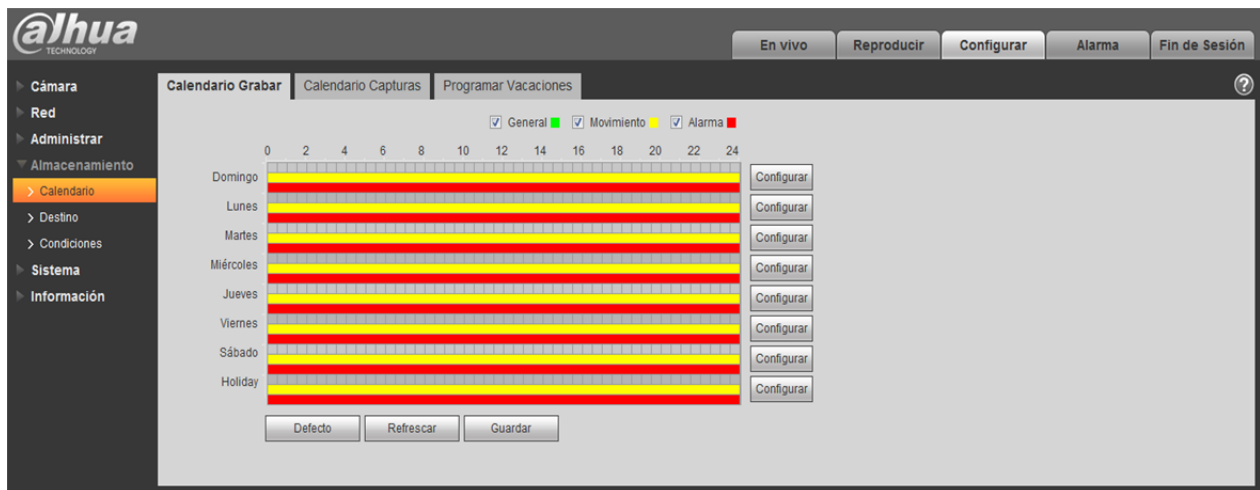 alhua
TECHNOLOGY
En vivo Reproducir Configurar Alarma Fin de Sesión
Cámara
Red
Administrar
Almacenamiento
Calendario
Destino
Condiciones
Sistema
Información
Calendario Grabar Calendario Capturas Programar Vacaciones ?
General Movimiento Alarma
0 2 4 6 8 10 12 14 16 18 20 22 24
Domingo Configurar
Lunes Configurar
Martes Configurar
Miércoles Configurar
Jueves Configurar
Viernes Configurar
Sábado Configurar
Holiday Configurar
Defecto Refrescar Guardar